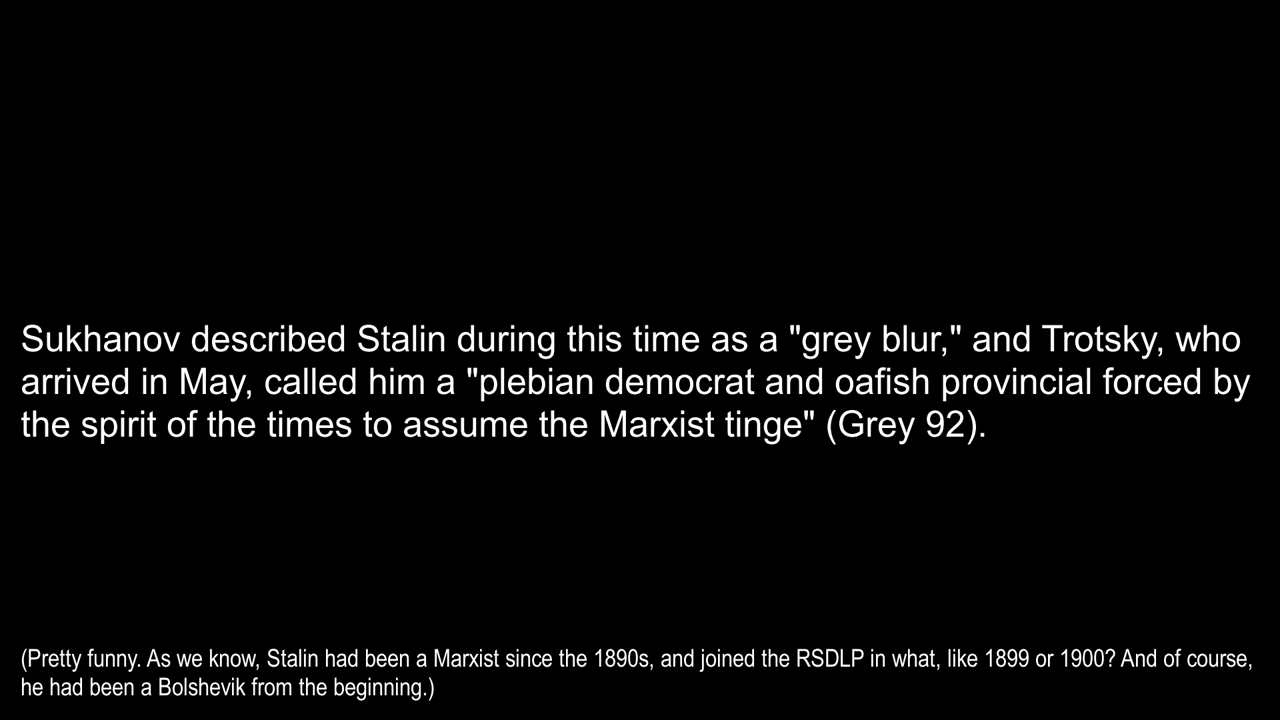 Sukhanov described Stalin during this time as a "grey blur," and Trotsky, who
arrived in May, called him a "plebian democrat and oafish provincial forced by
the spirit of the times to assume the Marxist tinge" (Grey 92).
(Pretty funny. As we know, Stalin had been a Marxist since the 1890s, and joined the RSDLP in what, like 1899 or 1900? And of course,
he had been a Bolshevik from the beginning.)